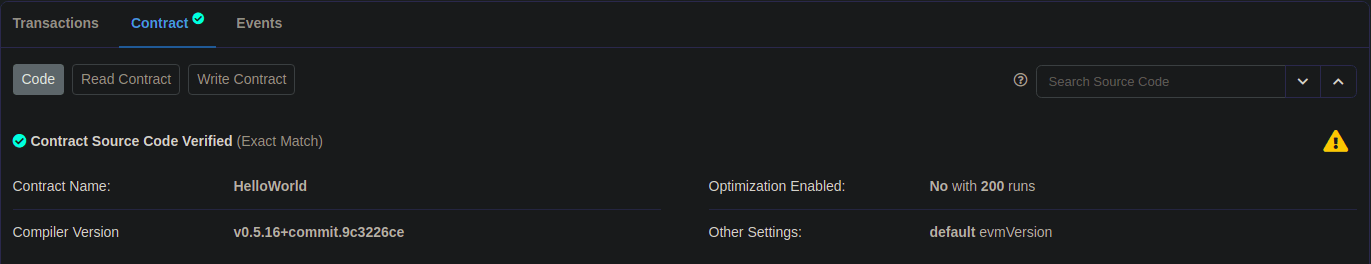 Transactions Contract Events
Code Read Contract Write Contract Search Source Code
Contract Source Code Verified (Exact Match)
Contract Name: HelloWorld Optimization Enabled: No with 200 runs
Compiler Version v0.5.16+commit.9c3226ce Other Settings: default evmVersion